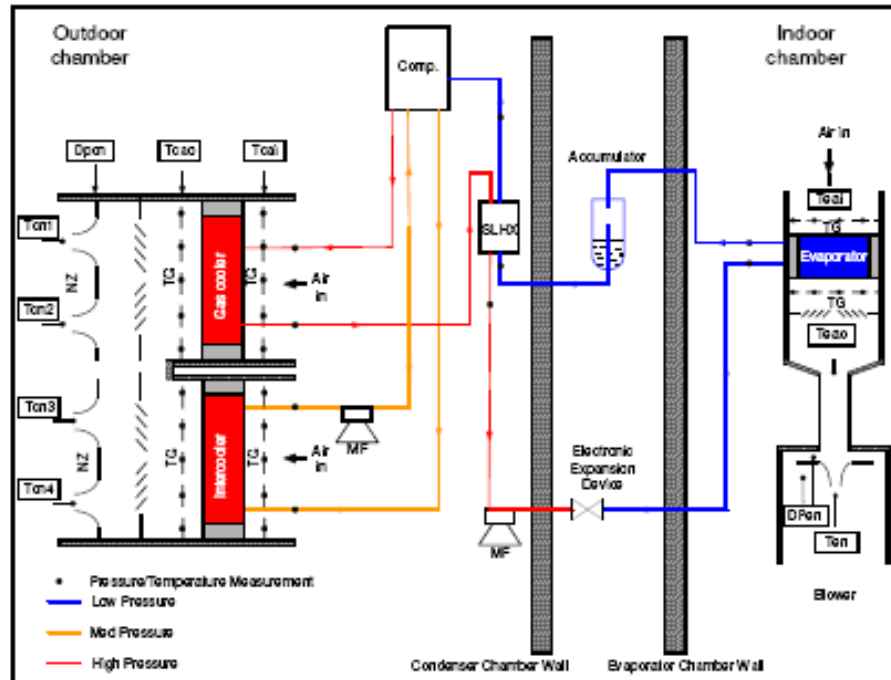 Outdoor
chamber
Indoor
chamber
Comp.
Air in
Dpcn
Tcao
Tcai
Accumulator
Teai
TG
Tcn1
SLHX
Evaporator
NZ
TG
Gas cooler
TG
Air
in
TG
Tcn2
Teao
Tcn3
MF
Electronic
Expansion
Device
NZ
TG
Intercooler
TG
Air
in
Tcn4
DPen
MF
Ten
Pressure/Temperature Measurement
Low Pressure
Blower
Med Pressure
High Pressure
Condenser Chamber Wall
Evaporator Chamber Wall